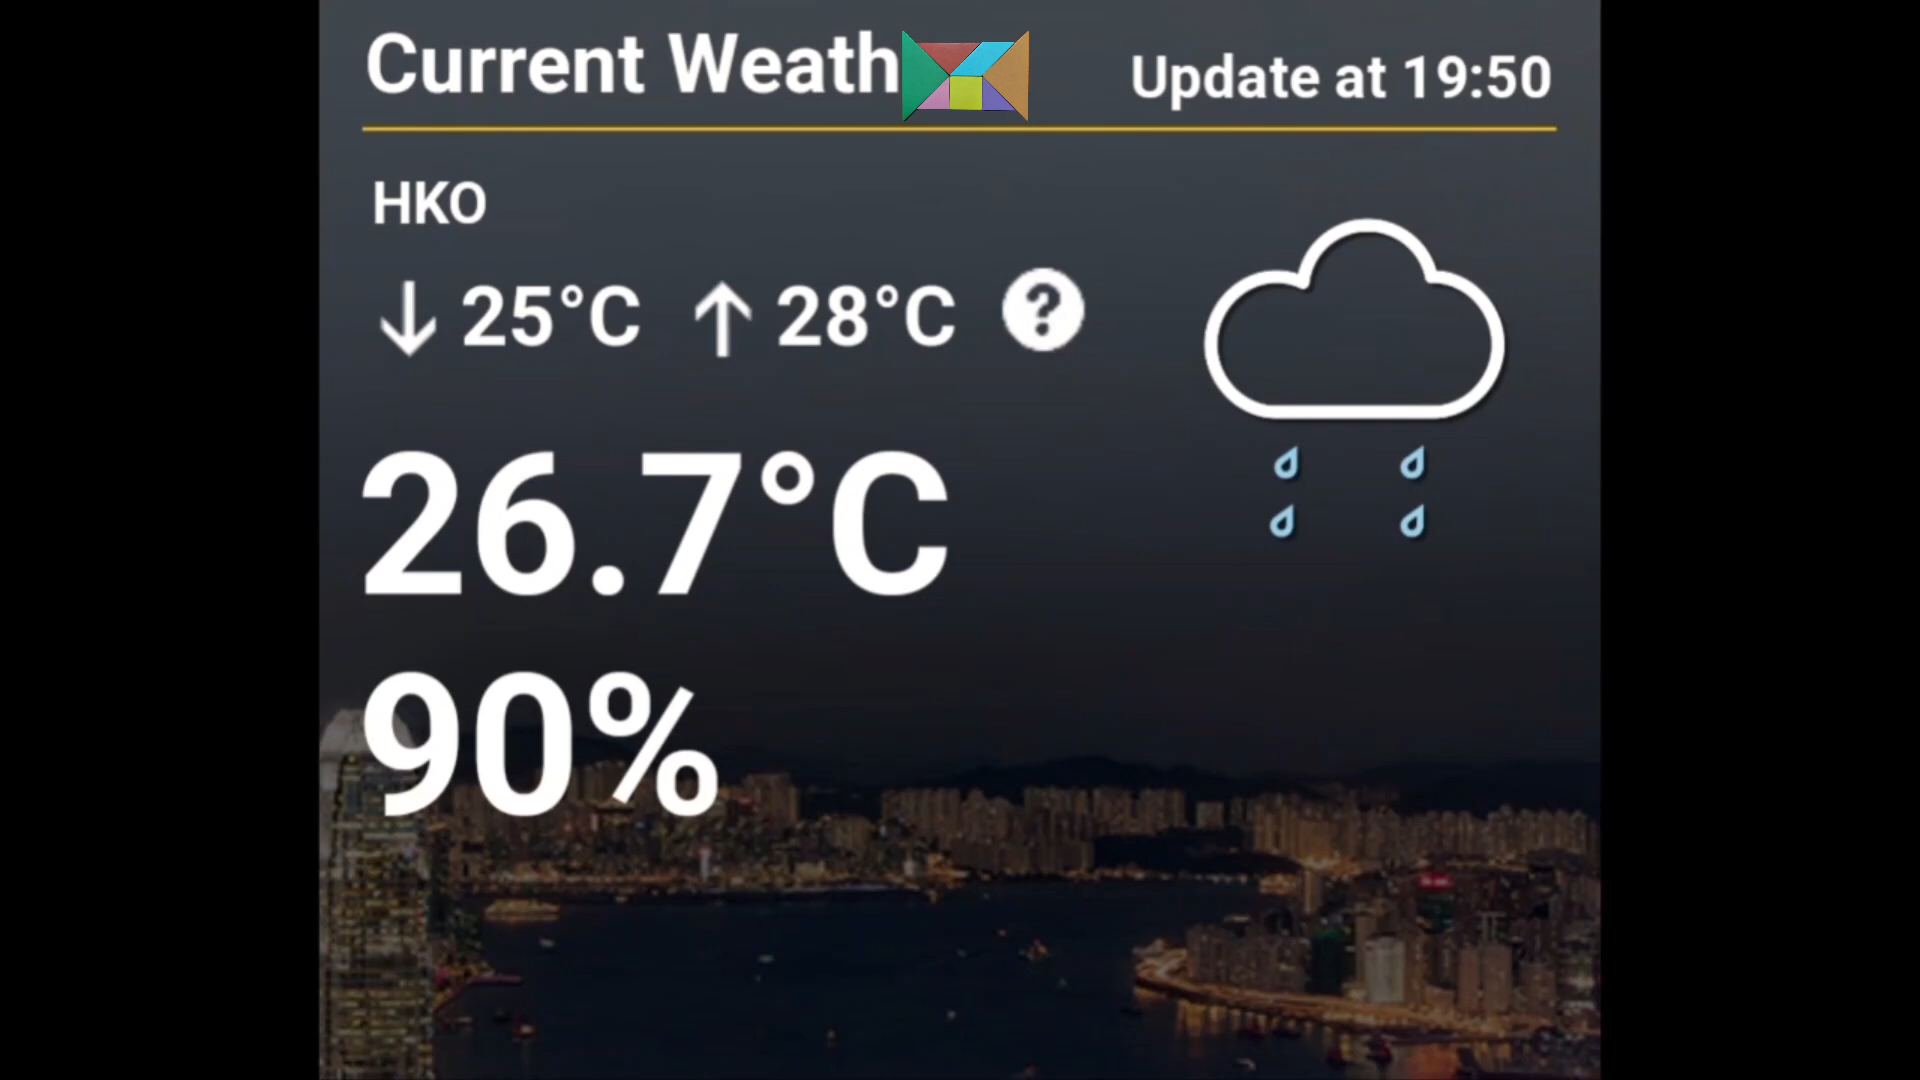 Current Weath
Update at 19:50
HKO
↓ 25°C ↑ 28°C ?
26.7°C
90%